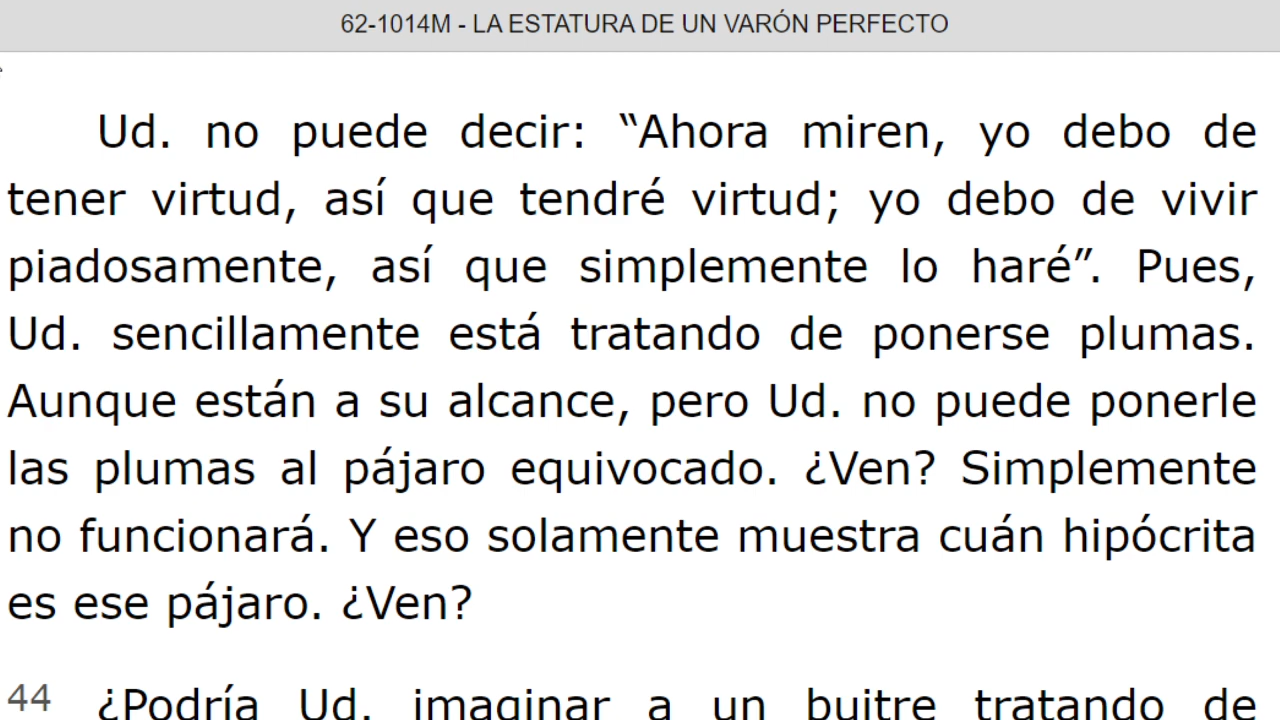 62-1014M - LA ESTATURA DE UN VARÓN PERFECTO
Ud. no puede decir: “Ahora miren, yo debo de
tener virtud, así que tendré virtud; yo debo de vivir
piadosamente, así que simplemente lo haré”. Pues,
Ud. sencillamente está tratando de ponerse plumas.
Aunque están a su alcance, pero Ud. no puede ponerle
las plumas al pájaro equivocado. ¿Ven? Simplemente
no funcionará. Y eso solamente muestra cuán hipócrita
es ese pájaro. ¿Ven?
44 ¿Podría Ud. imaginar a un buitre tratando de